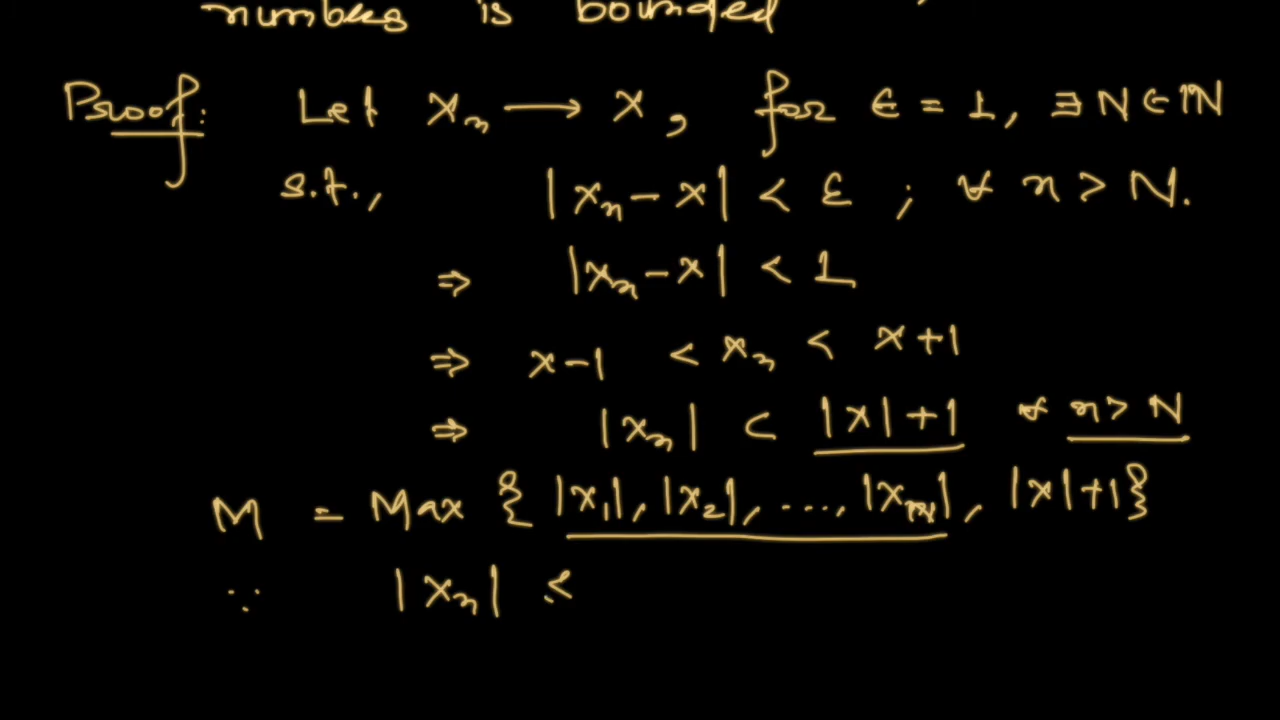 numbers is bounded
Proof: Let xₙ → x, for ε = 1, ∃ N ∈ ℕ
s.t., |xₙ - x| < ε ; ∀ n > N.
⇒ |xₙ - x| < 1
⇒ x - 1 < xₙ < x + 1
⇒ |xₙ| < |x| + 1 ∀ n > N
M = Max { |x₁|, |x₂|, ..., |x_N|, |x| + 1 }
∵ |xₙ| <